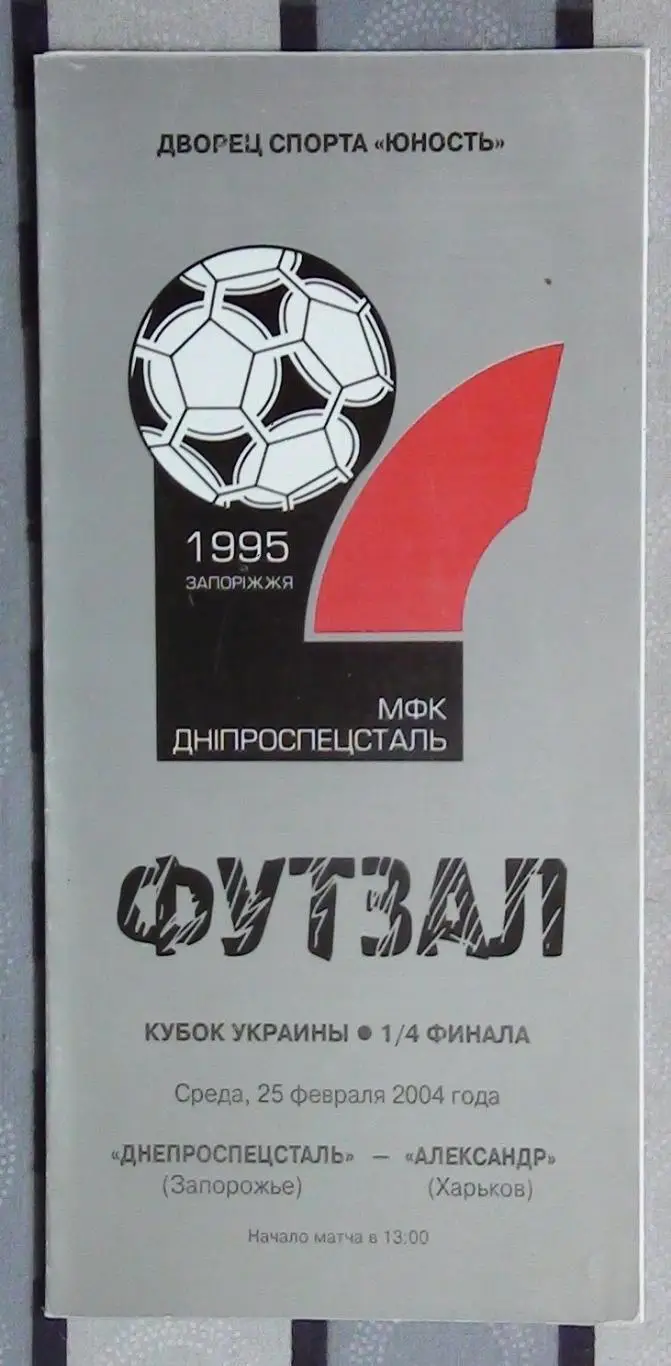 ДВОРЕЦ СПОРТА «ЮНОСТЬ»
1995
ЗАПОРІЖЖЯ
МФК
ДНІПРОСПЕЦСТАЛЬ
ФУТЗАЛ
КУБОК УКРАИНЫ ● 1/4 ФИНАЛА
Среда, 25 февраля 2004 года
«ДНЕПРОСПЕЦСТАЛЬ» – «АЛЕКСАНДР»
(Запорожье) (Харьков)
Начало матча в 13:00